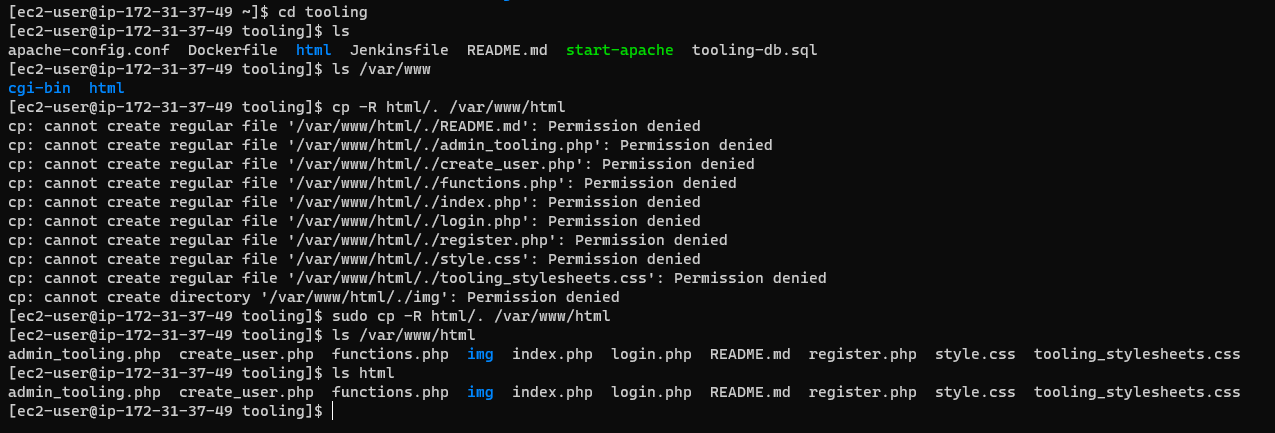 [ec2-user@ip-172-31-37-49 ~]$ cd tooling
[ec2-user@ip-172-31-37-49 tooling]$ ls
apache-config.conf  Dockerfile  html  Jenkinsfile  README.md  start-apache  tooling-db.sql
[ec2-user@ip-172-31-37-49 tooling]$ ls /var/www
cgi-bin  html
[ec2-user@ip-172-31-37-49 tooling]$ cp -R html/. /var/www/html
cp: cannot create regular file '/var/www/html/./README.md': Permission denied
cp: cannot create regular file '/var/www/html/./admin_tooling.php': Permission denied
cp: cannot create regular file '/var/www/html/./create_user.php': Permission denied
cp: cannot create regular file '/var/www/html/./functions.php': Permission denied
cp: cannot create regular file '/var/www/html/./index.php': Permission denied
cp: cannot create regular file '/var/www/html/./login.php': Permission denied
cp: cannot create regular file '/var/www/html/./register.php': Permission denied
cp: cannot create regular file '/var/www/html/./style.css': Permission denied
cp: cannot create regular file '/var/www/html/./tooling_stylesheets.css': Permission denied
cp: cannot create directory '/var/www/html/./img': Permission denied
[ec2-user@ip-172-31-37-49 tooling]$ sudo cp -R html/. /var/www/html
[ec2-user@ip-172-31-37-49 tooling]$ ls /var/www/html
admin_tooling.php  create_user.php  functions.php  img  index.php  login.php  README.md  register.php  style.css  tooling_stylesheets.css
[ec2-user@ip-172-31-37-49 tooling]$ ls html
admin_tooling.php  create_user.php  functions.php  img  index.php  login.php  README.md  register.php  style.css  tooling_stylesheets.css
[ec2-user@ip-172-31-37-49 tooling]$